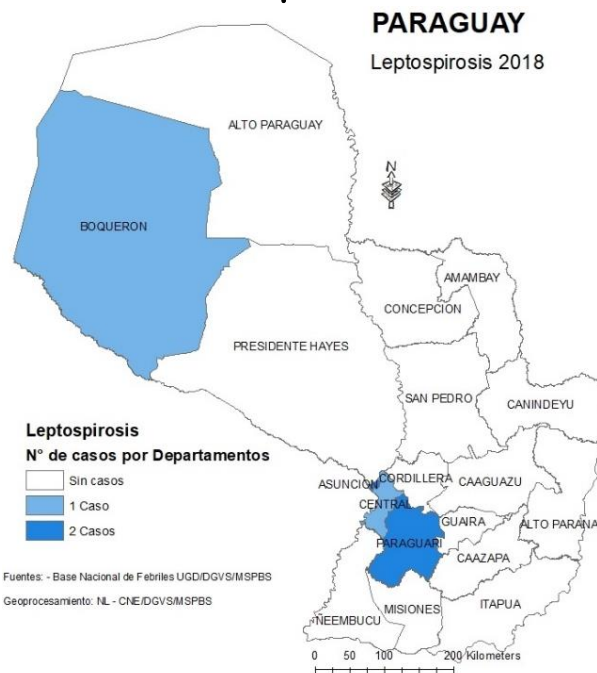 PARAGUAY
Leptospirosis 2018
ALTO PARAGUAY
N
BOQUERON
AMAMBAY
CONCEPCION
PRESIDENTE HAYES
SAN PEDRO
CANINDEYU
Leptospirosis
N° de casos por Departamentos
Sin casos
1 Caso
2 Casos
ASUNCION
CORDILLERA
CAAGUAZU
CENTRAL
GUAIRA
ALTO PARANA
PARAGUARI
CAAZAPA
Fuentes: - Base Nacional de Febriles UGD/DGVS/MSPBS
Geoprocesamiento: NL - CNE/DGVS/MSPBS
MISIONES
ITAPUA
ÑEEMBUCU
0 50 100 200 Kilometers